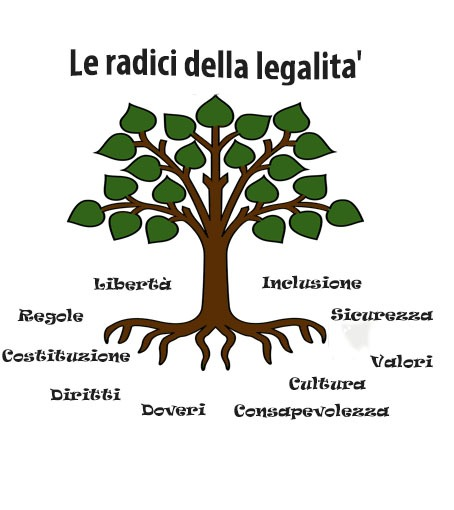 Le radici della legalita'
Libertà
Inclusione
Regole
Sicurezza
Costituzione
Valori
Diritti
Cultura
Doveri
Consapevolezza